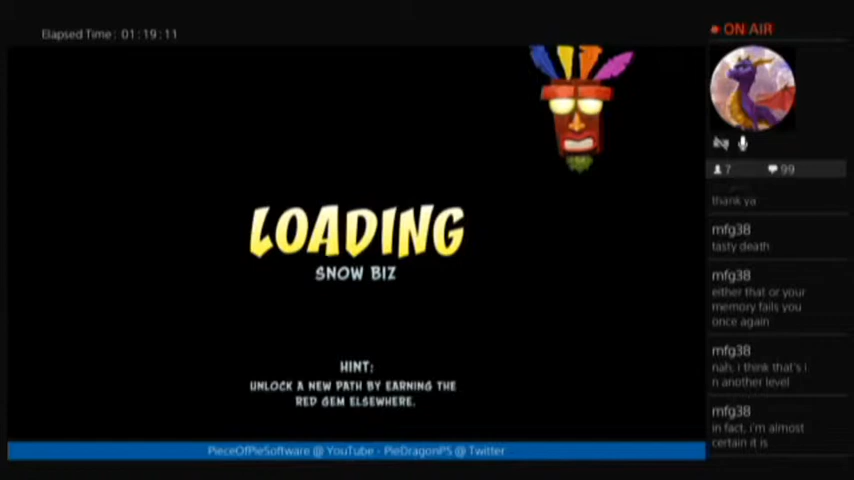 Elapsed Time : 01:19:11
ON AIR
7
99
thank ya
mfg38
tasty death
mfg38
either that or your
memory fails you
once again
mfg38
nah, i think that's i
n another level
mfg38
in fact, i'm almost
certain it is
LOADING
SNOW BIZ
HINT:
UNLOCK A NEW PATH BY EARNING THE
RED GEM ELSEWHERE.
PieceOfPieSoftware @ YouTube - PieDragonPS @ Twitter